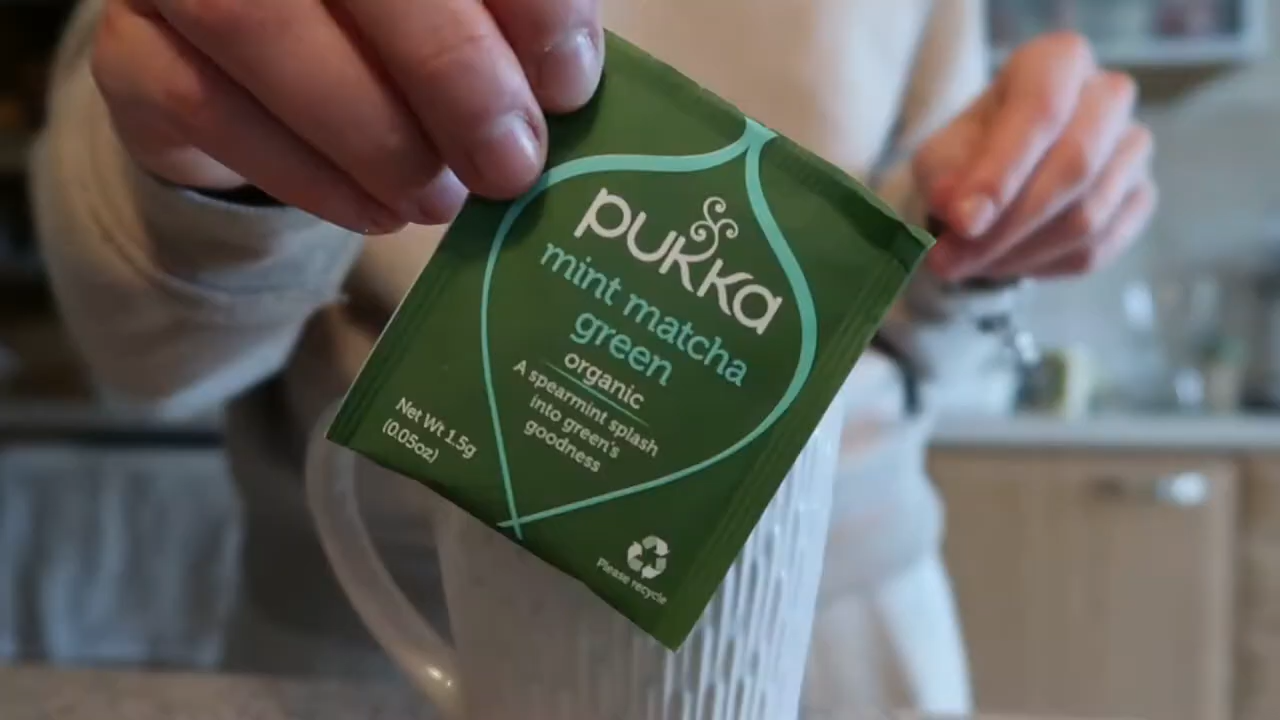 pukka
mint matcha
green
organic
A spearmint splash
into green's
goodness
Net Wt 1.5g
(0.05oz)
Please recycle